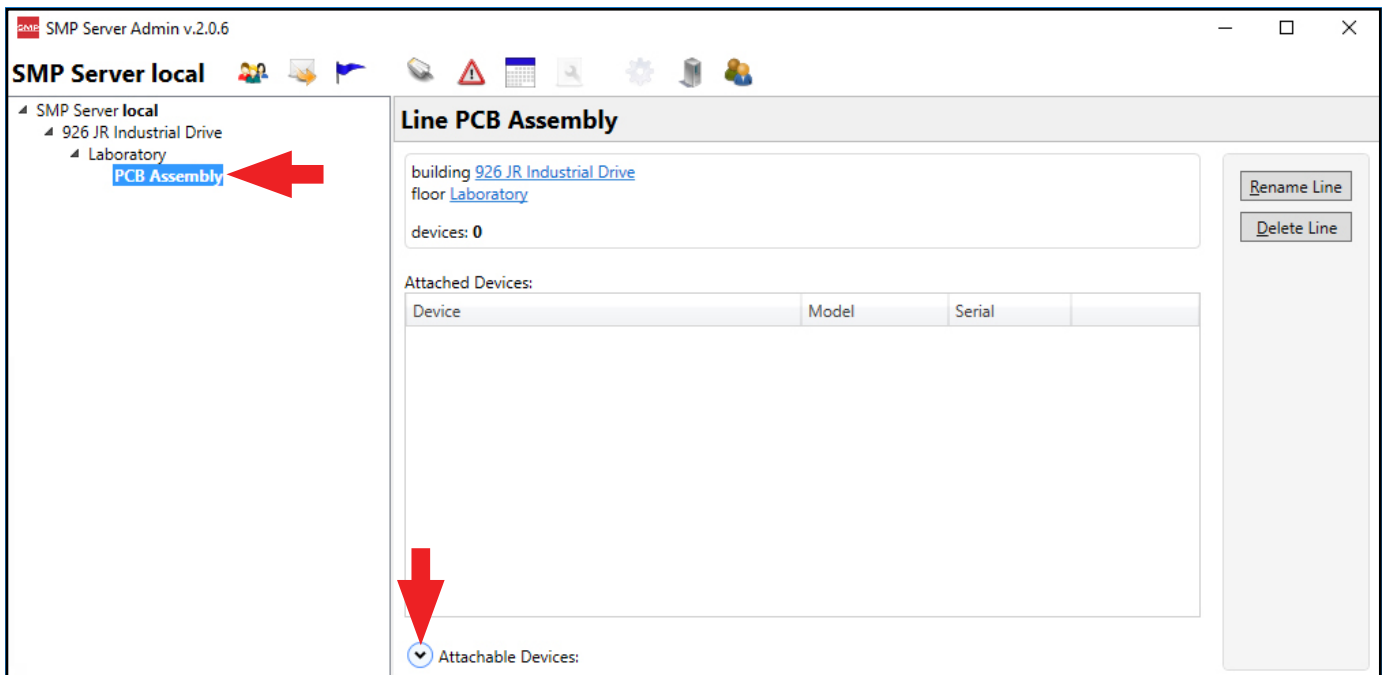 SMP SMP Server Admin v.2.0.6
SMP Server local
SMP Server local
926 JR Industrial Drive
Laboratory
PCB Assembly
Line PCB Assembly
building 926 JR Industrial Drive
floor Laboratory
devices: 0
Rename Line
Delete Line
Attached Devices:
Device Model Serial
Attachable Devices: